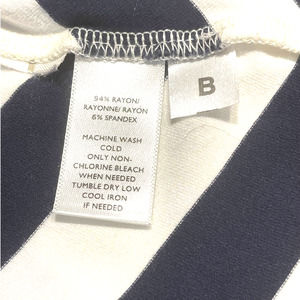 94% RAYON/
RAYONNE/ RAYON
6% SPANDEX
MACHINE WASH
COLD
ONLY NON-
CHLORINE BLEACH
WHEN NEEDED
TUMBLE DRY LOW
COOL IRON
IF NEEDED
B